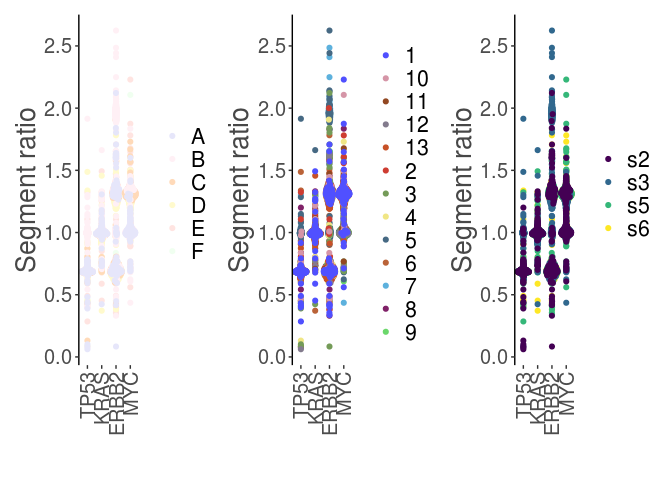 Segment ratio
2.5
2.0
1.5
1.0
0.5
0.0
TP53
KRAS
ERBB2
MYC
A
B
C
D
E
F
Segment ratio
2.5
2.0
1.5
1.0
0.5
0.0
TP53
KRAS
ERBB2
MYC
1
10
11
12
13
2
3
4
5
6
7
8
9
Segment ratio
2.5
2.0
1.5
1.0
0.5
0.0
TP53
KRAS
ERBB2
MYC
s2
s3
s5
s6